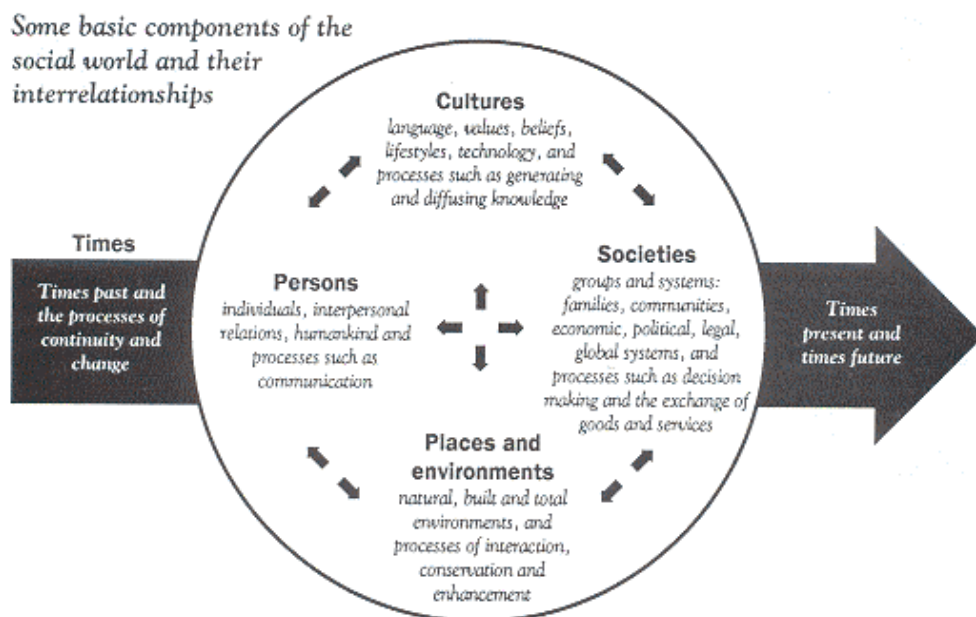 Some basic components of the
social world and their
interrelationships
Cultures
language, values, beliefs,
lifestyles, technology, and
processes such as generating
and diffusing knowledge
Times
Times past and
the processes of
continuity and
change
Persons
individuals, interpersonal
relations, humankind and
processes such as
communication
Societies
groups and systems:
families, communities,
economic, political, legal,
global systems, and
processes such as decision
making and the exchange of
goods and services
Times
present and
times future
Places and
environments
natural, built and total
environments, and
processes of interaction,
conservation and
enhancement